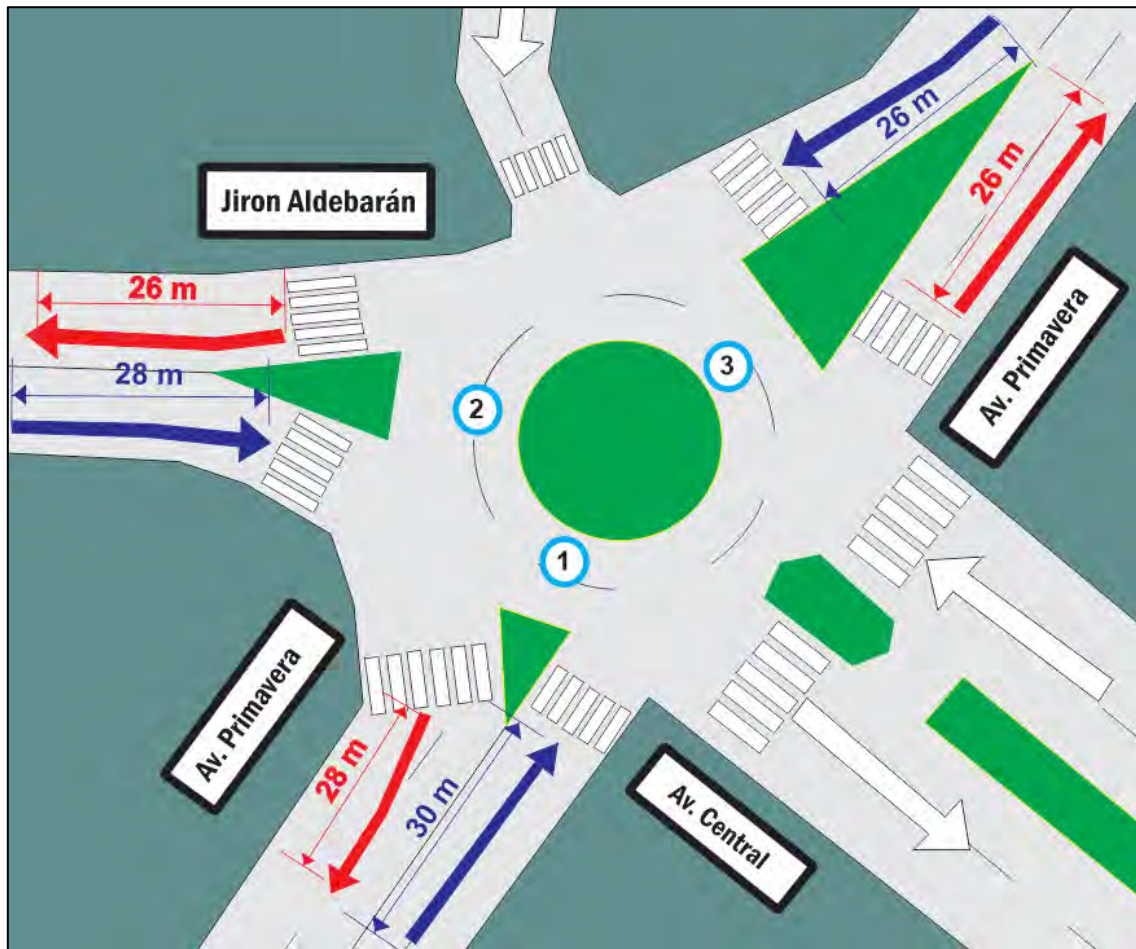 26 m
26 m
Jiron Aldebarán
26 m
28 m
Av. Primavera
3
2
1
Av. Primavera
28 m
30 m
Av. Central